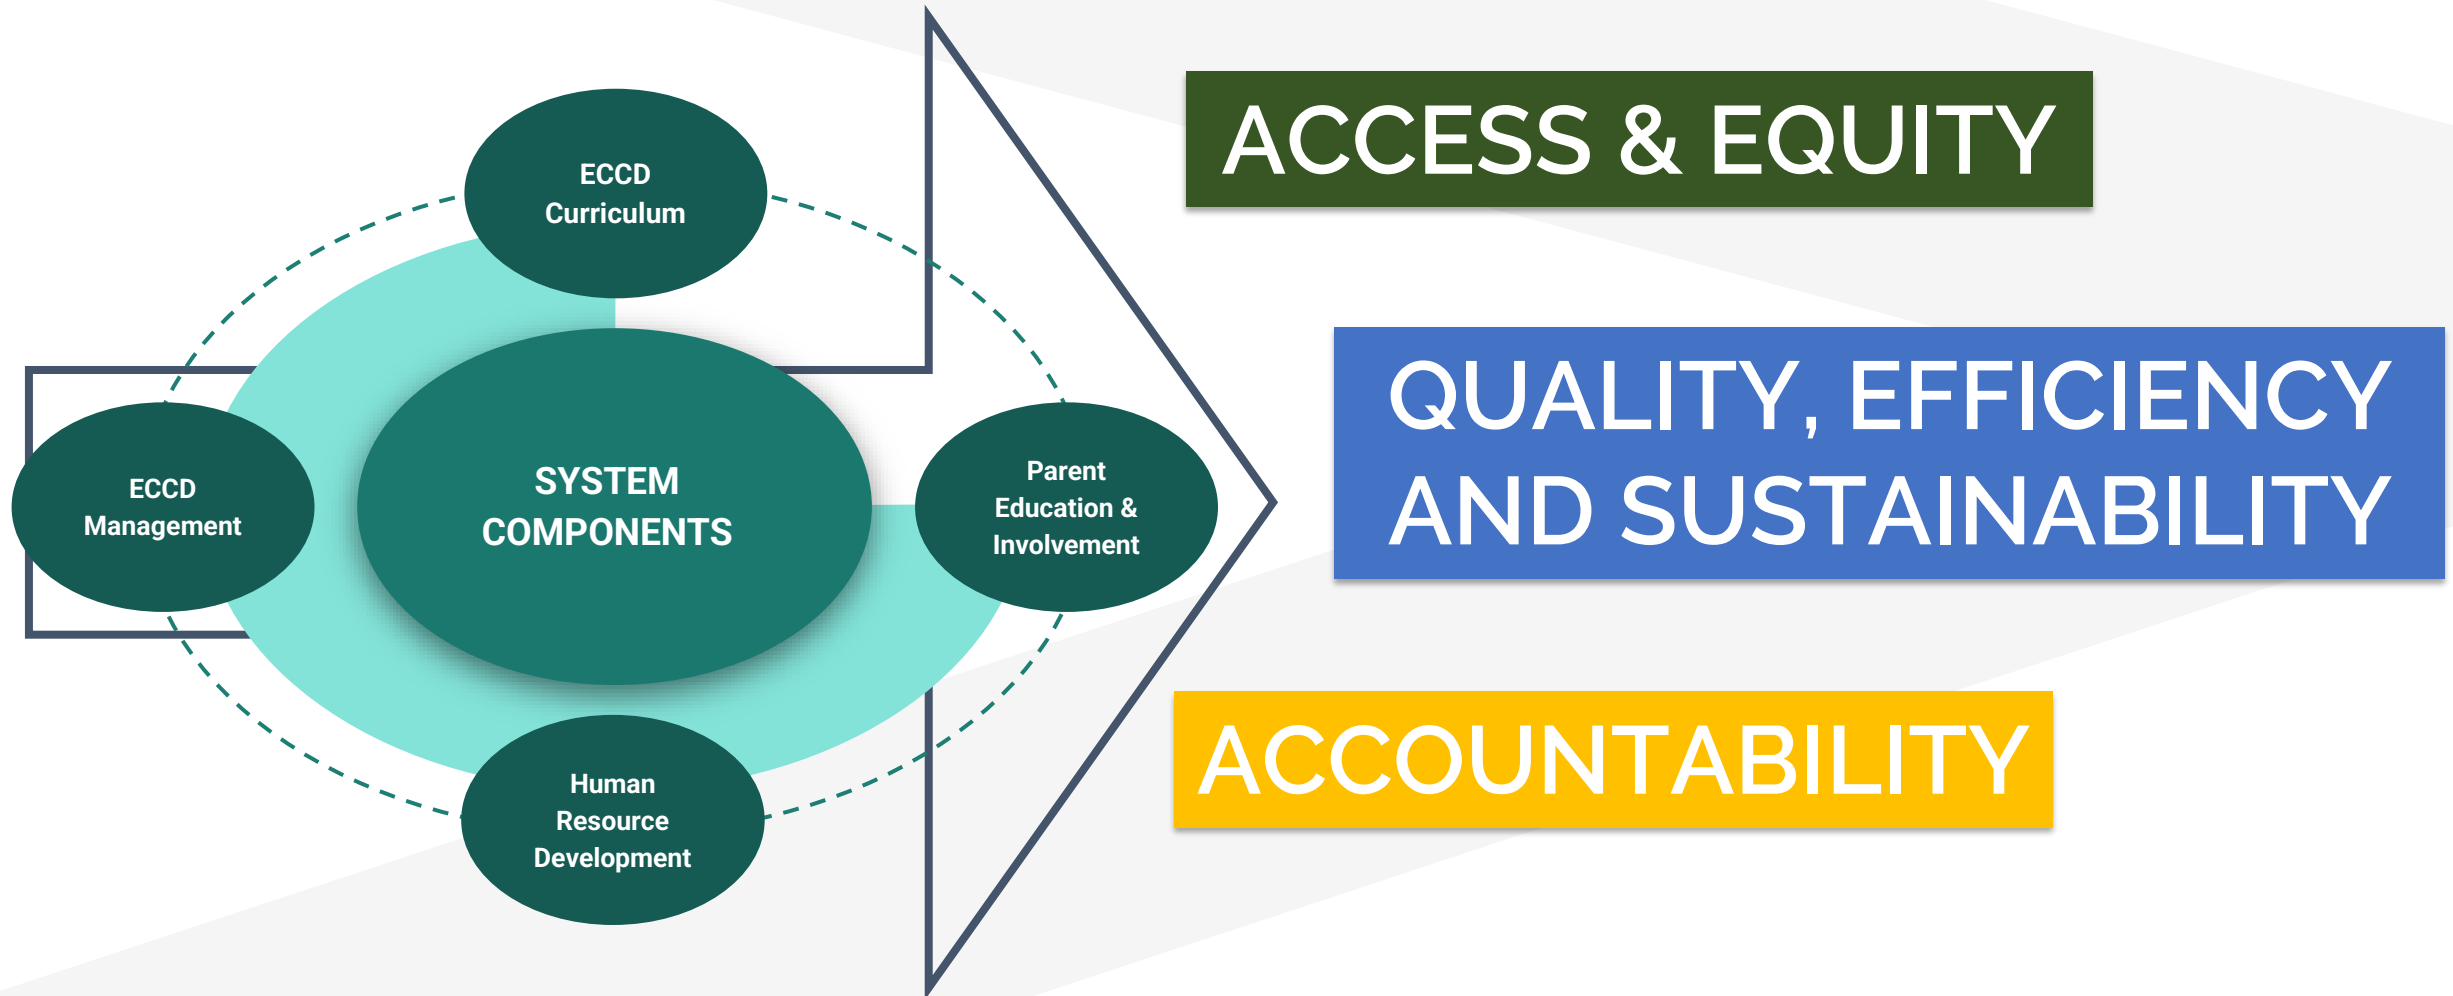 ECCD
Curriculum
ECCD
Management
SYSTEM
COMPONENTS
Parent
Education &
Involvement
Human
Resource
Development
ACCESS & EQUITY
QUALITY, EFFICIENCY
AND SUSTAINABILITY
ACCOUNTABILITY